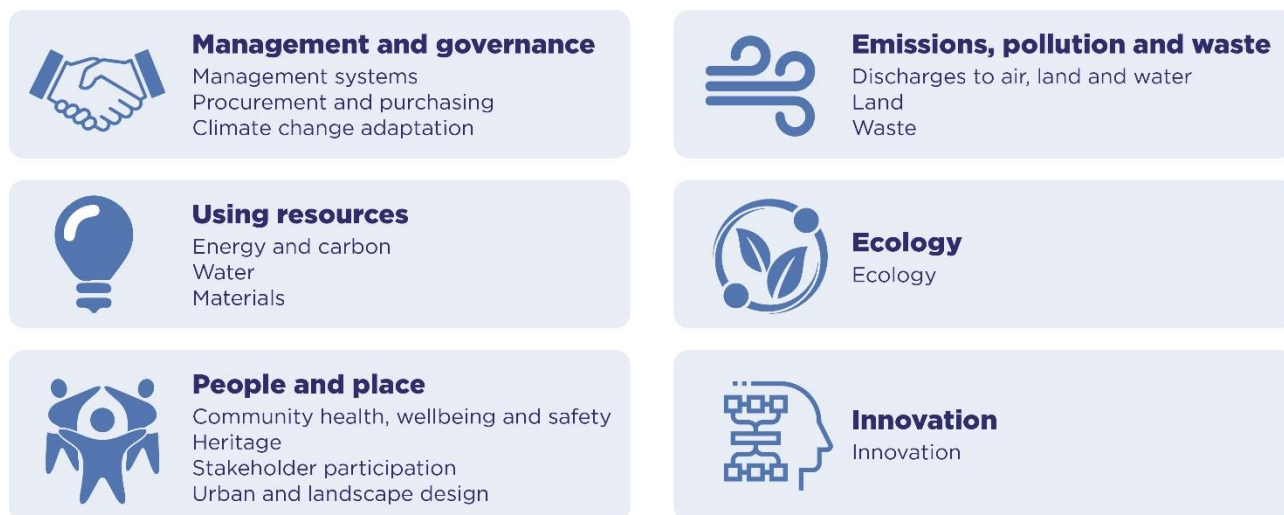 Management and governance
Management systems
Procurement and purchasing
Climate change adaptation
Emissions, pollution and waste
Discharges to air, land and water
Land
Waste
Using resources
Energy and carbon
Water
Materials
Ecology
Ecology
People and place
Community health, wellbeing and safety
Heritage
Stakeholder participation
Urban and landscape design
Innovation
Innovation